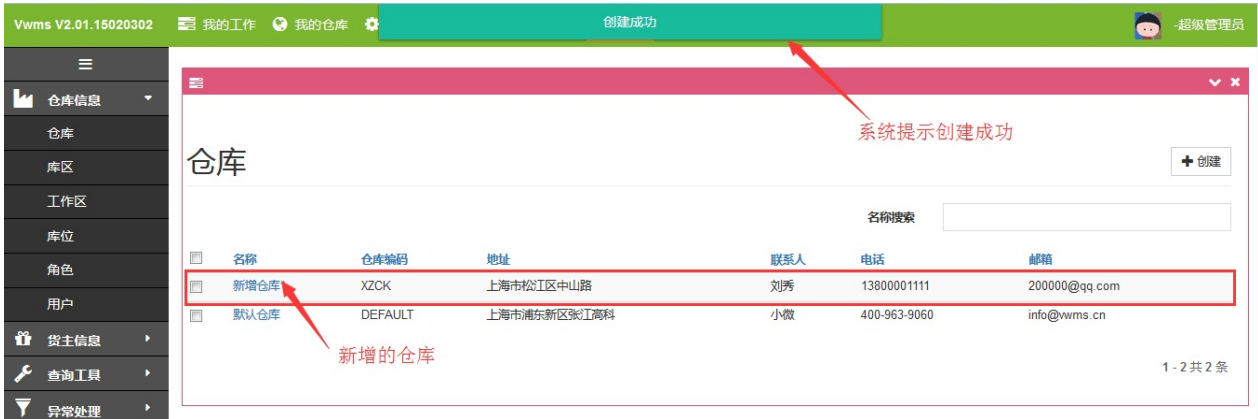 Vwms V2.01.15020302 我的工作 我的仓库 创建成功 -超级管理员
仓库信息
仓库
库区
工作区
库位
角色
用户
货主信息
查询工具
异常处理
系统提示创建成功
仓库
创建
名称搜索
名称 仓库编码 地址 联系人 电话 邮箱
新增仓库 XZCK 上海市松江区中山路 刘秀 13800001111 200000@qq.com
默认仓库 DEFAULT 上海市浦东新区张江高科 小微 400-963-9060 info@vwms.cn
新增的仓库
1 - 2 共 2 条